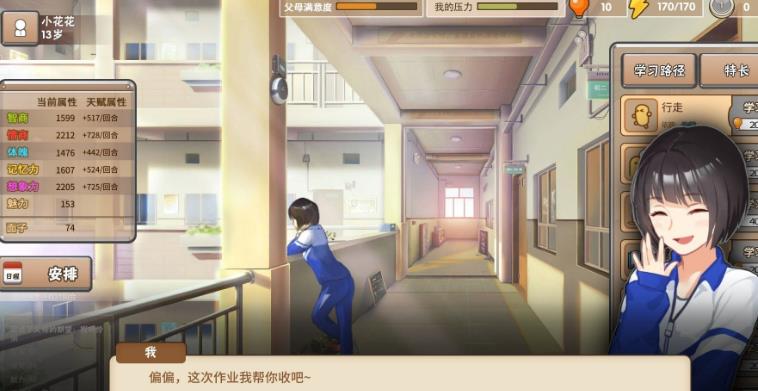 父母满意度
我的压力
10
170/170
0
小花花
13岁
当前属性 天赋属性
智商 1599 +517/回合
情商 2212 +728/回合
体魄 1476 +442/回合
记忆力 1607 +524/回合
想象力 2205 +725/回合
魅力 153
面子 74
日程 安排
学习路径
特长
行走
初二
我
偏偏，这次作业我帮你收吧~